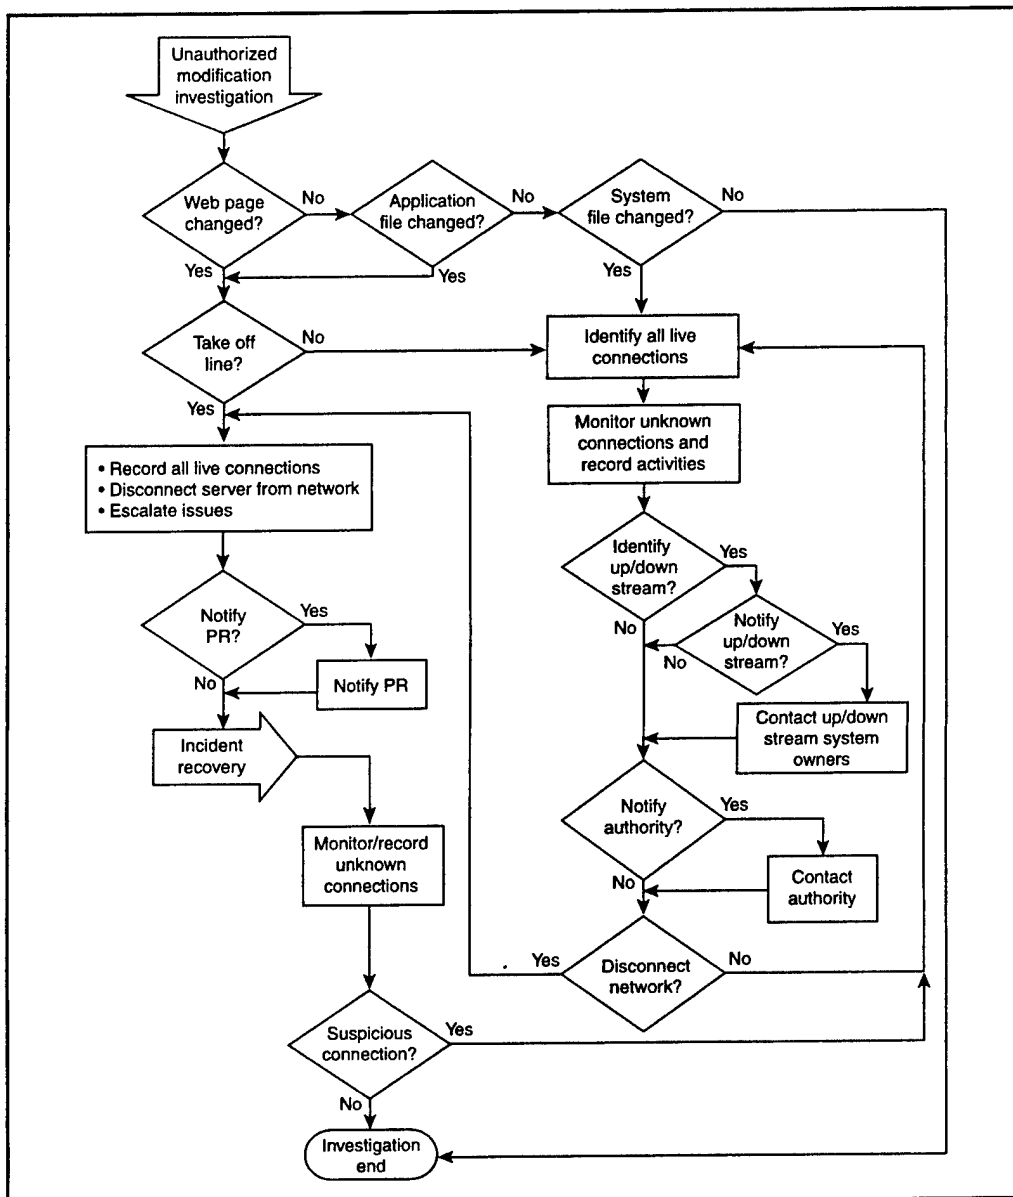 Unauthorized
modification
investigation
Web page
changed?
No
Application
file changed?
No
System
file changed?
No
Yes
Yes
Yes
Take off
line?
No
Identify all live
connections
Yes
Monitor unknown
connections and
record activities
• Record all live connections
• Disconnect server from network
• Escalate issues
Identify
up/down
stream?
Yes
Notify
PR?
Yes
Notify
up/down
stream?
Yes
No
No
No
Notify PR
Contact up/down
stream system
owners
Incident
recovery
Notify
authority?
Yes
Monitor/record
unknown
connections
Contact
authority
No
Disconnect
network?
Yes
No
Suspicious
connection?
Yes
No
Investigation
end